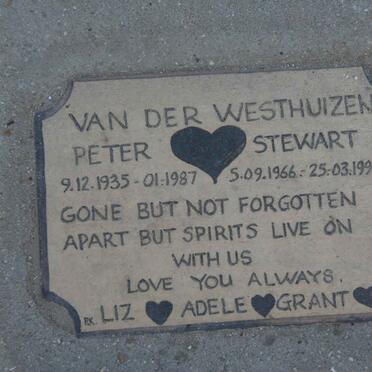 VAN DER WESTHUIZEN
PETER STEWART
9.12.1935 - 01.1987 5.09.1966 - 25.03.199
GONE BUT NOT FORGOTTEN
APART BUT SPIRITS LIVE ON
WITH US
LOVE YOU ALWAYS.
LIZ ADELE GRANT